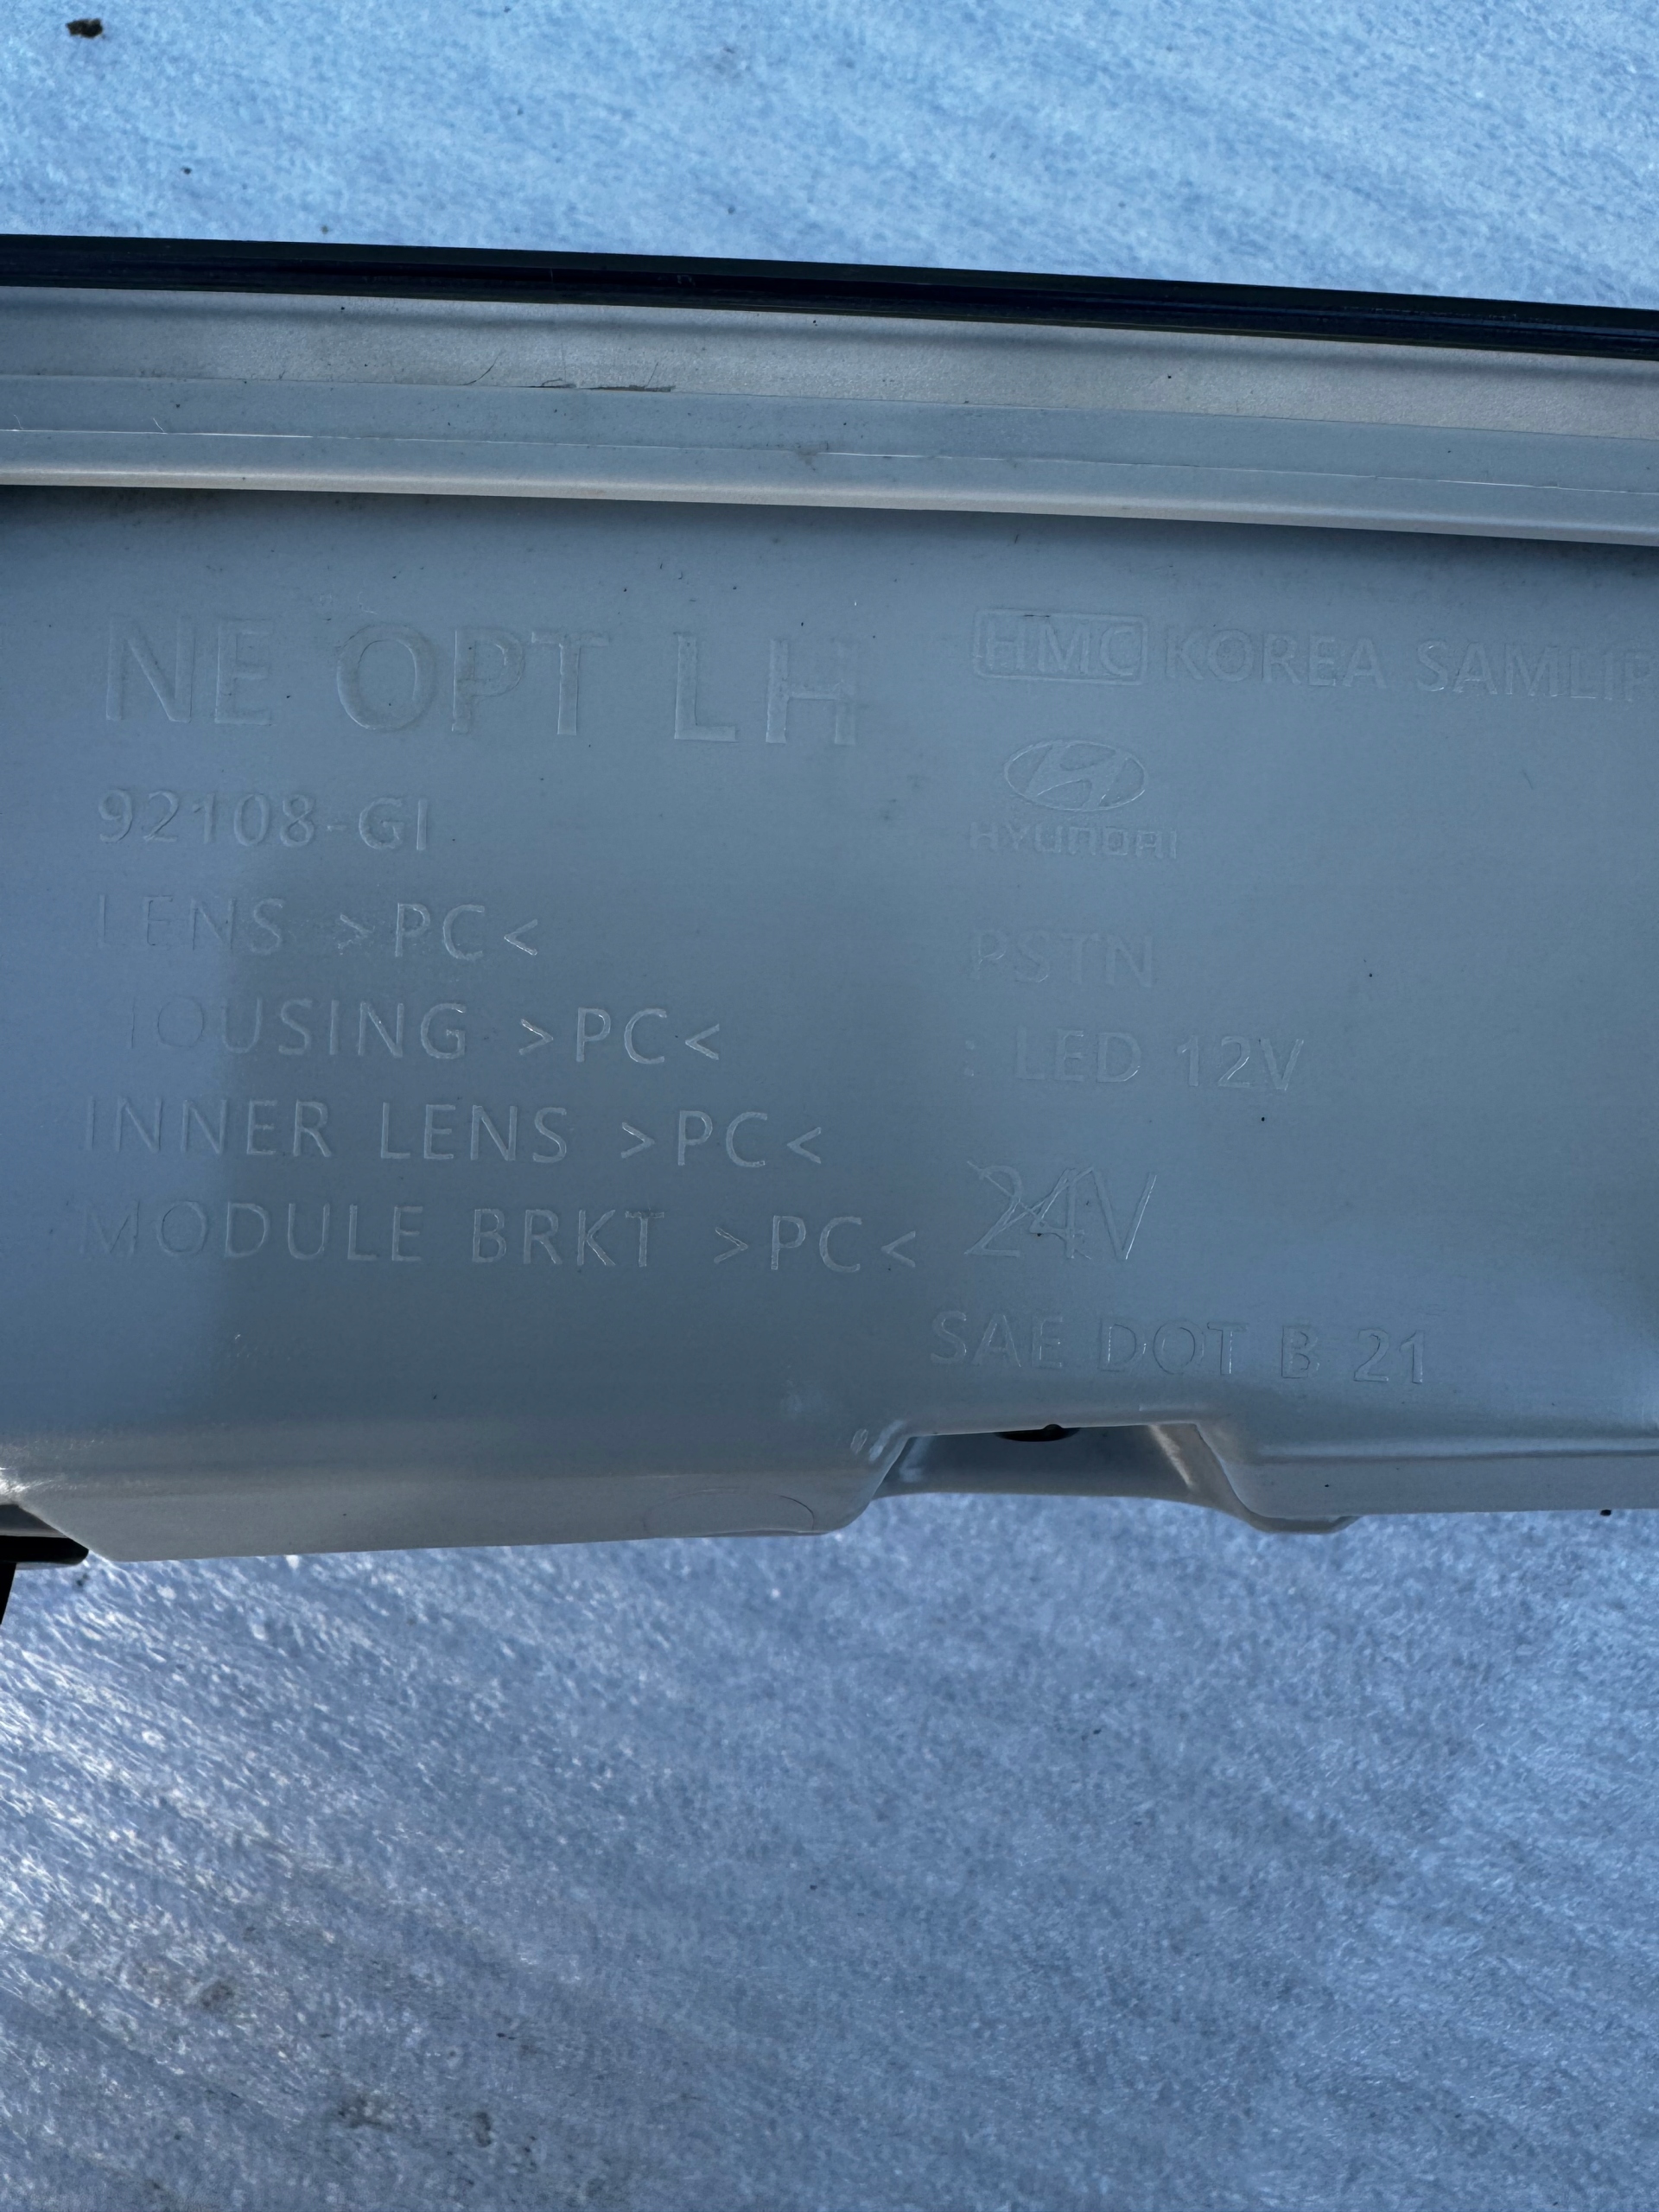 NE OPT LH
92108-GI
LENS >PC<
HOUSING >PC<
INNER LENS >PC<
MODULE BRKT >PC<
HMC KOREA SAMLIP
HYUNDAI
PSTN
: LED 12V
24V
SAE DOT B 21